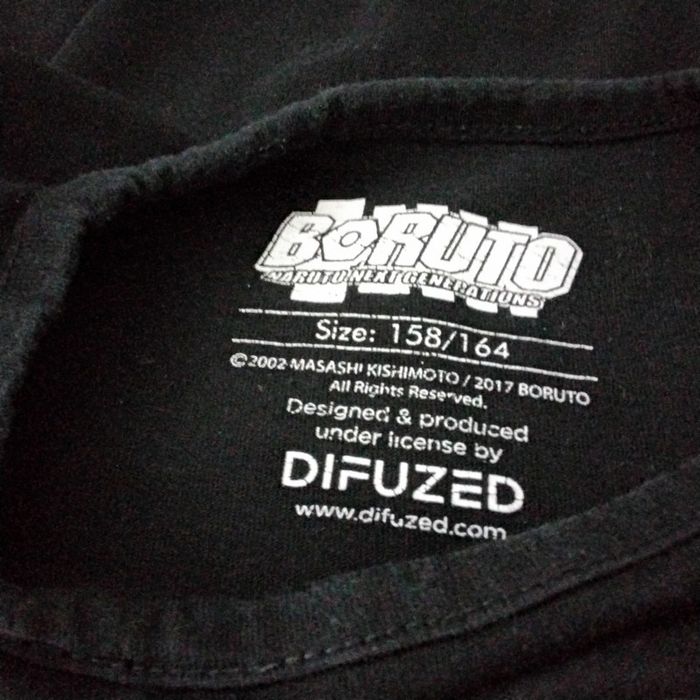 BORUTO
NARUTO NEXT GENERATIONS
Size: 158/164
©2002 MASASHI KISHIMOTO / 2017 BORUTO
All Rights Reserved.
Designed & produced
under license by
DIFUZED
www.difuzed.com